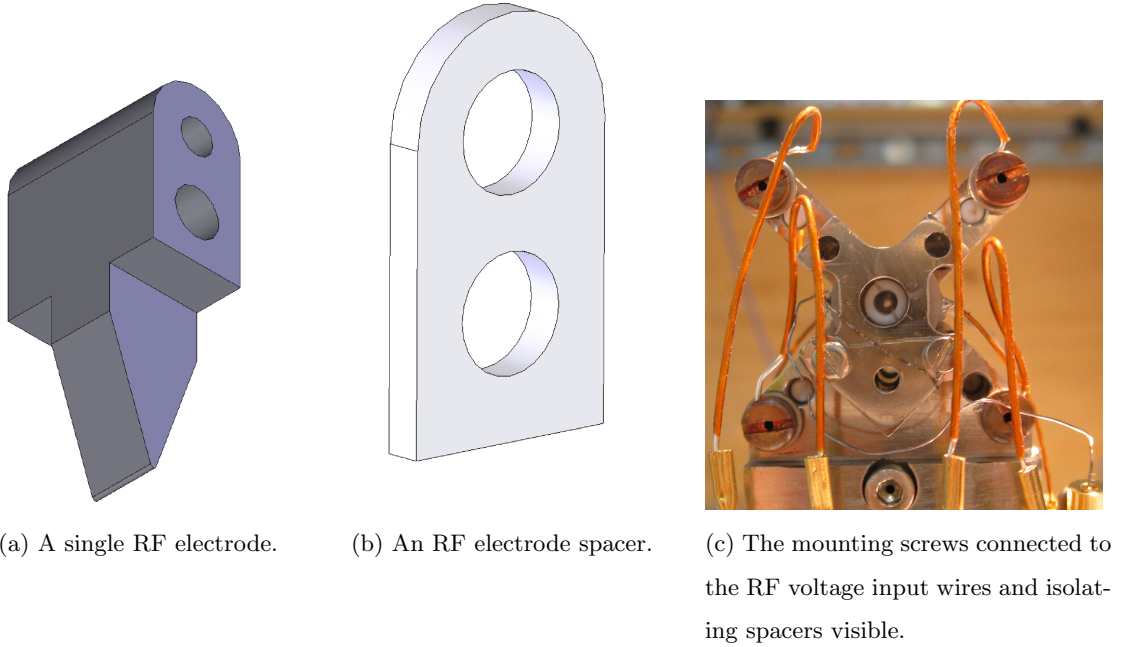 (a) A single RF electrode.
(b) An RF electrode spacer.
(c) The mounting screws connected to
the RF voltage input wires and isolat-
ing spacers visible.